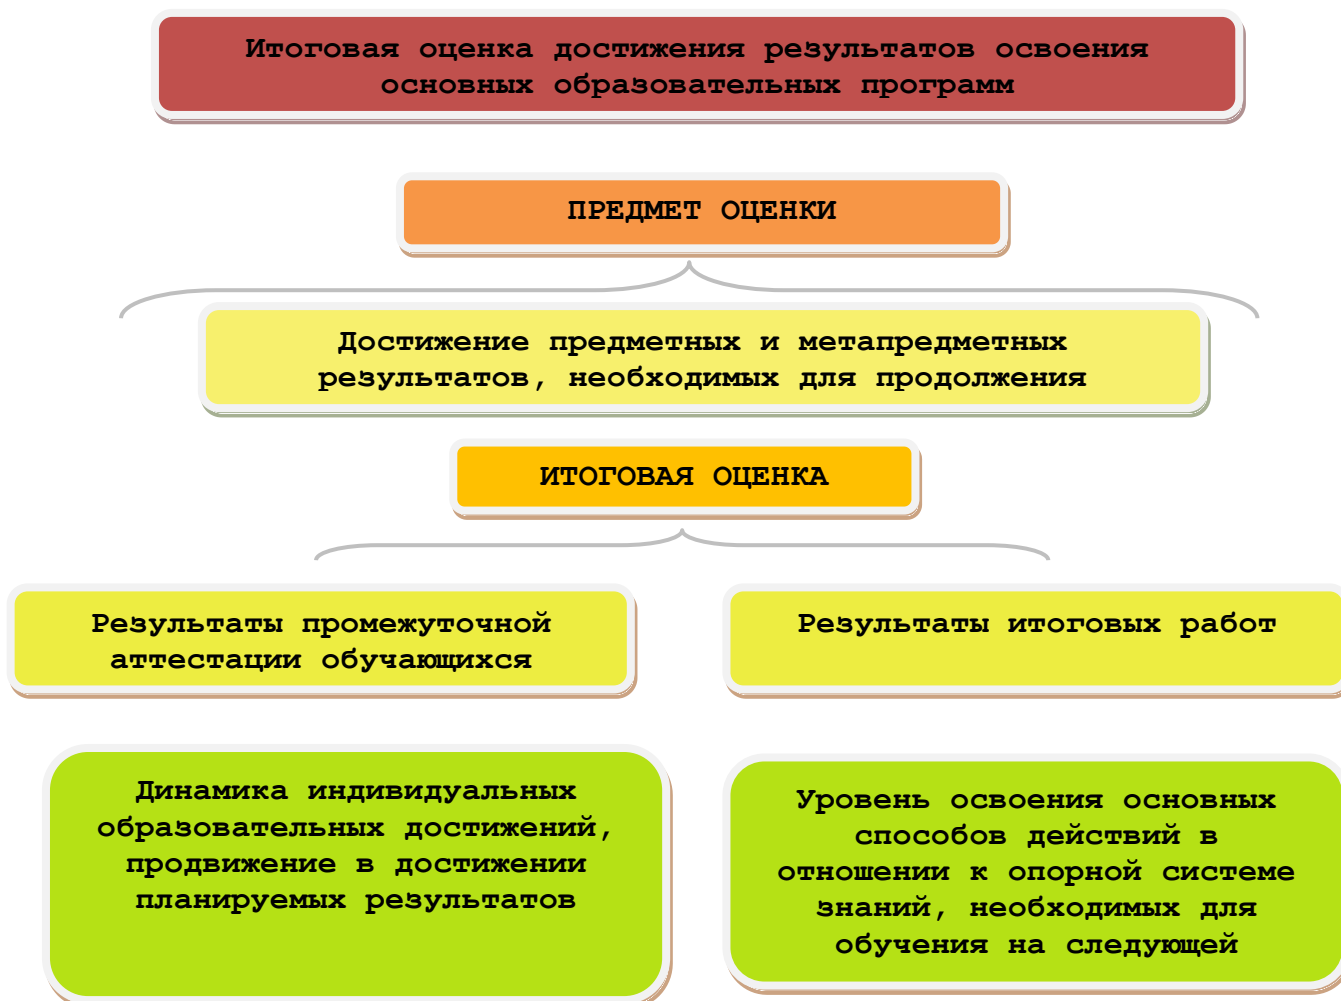 Итоговая оценка достижения результатов освоения
основных образовательных программ
ПРЕДМЕТ ОЦЕНКИ
Достижение предметных и метапредметных
результатов, необходимых для продолжения
ИТОГОВАЯ ОЦЕНКА
Результаты промежуточной
аттестации обучающихся
Результаты итоговых работ
Динамика индивидуальных
образовательных достижений,
продвижение в достижении
планируемых результатов
Уровень освоения основных
способов действий в
отношении к опорной системе
знаний, необходимых для
обучения на следующей